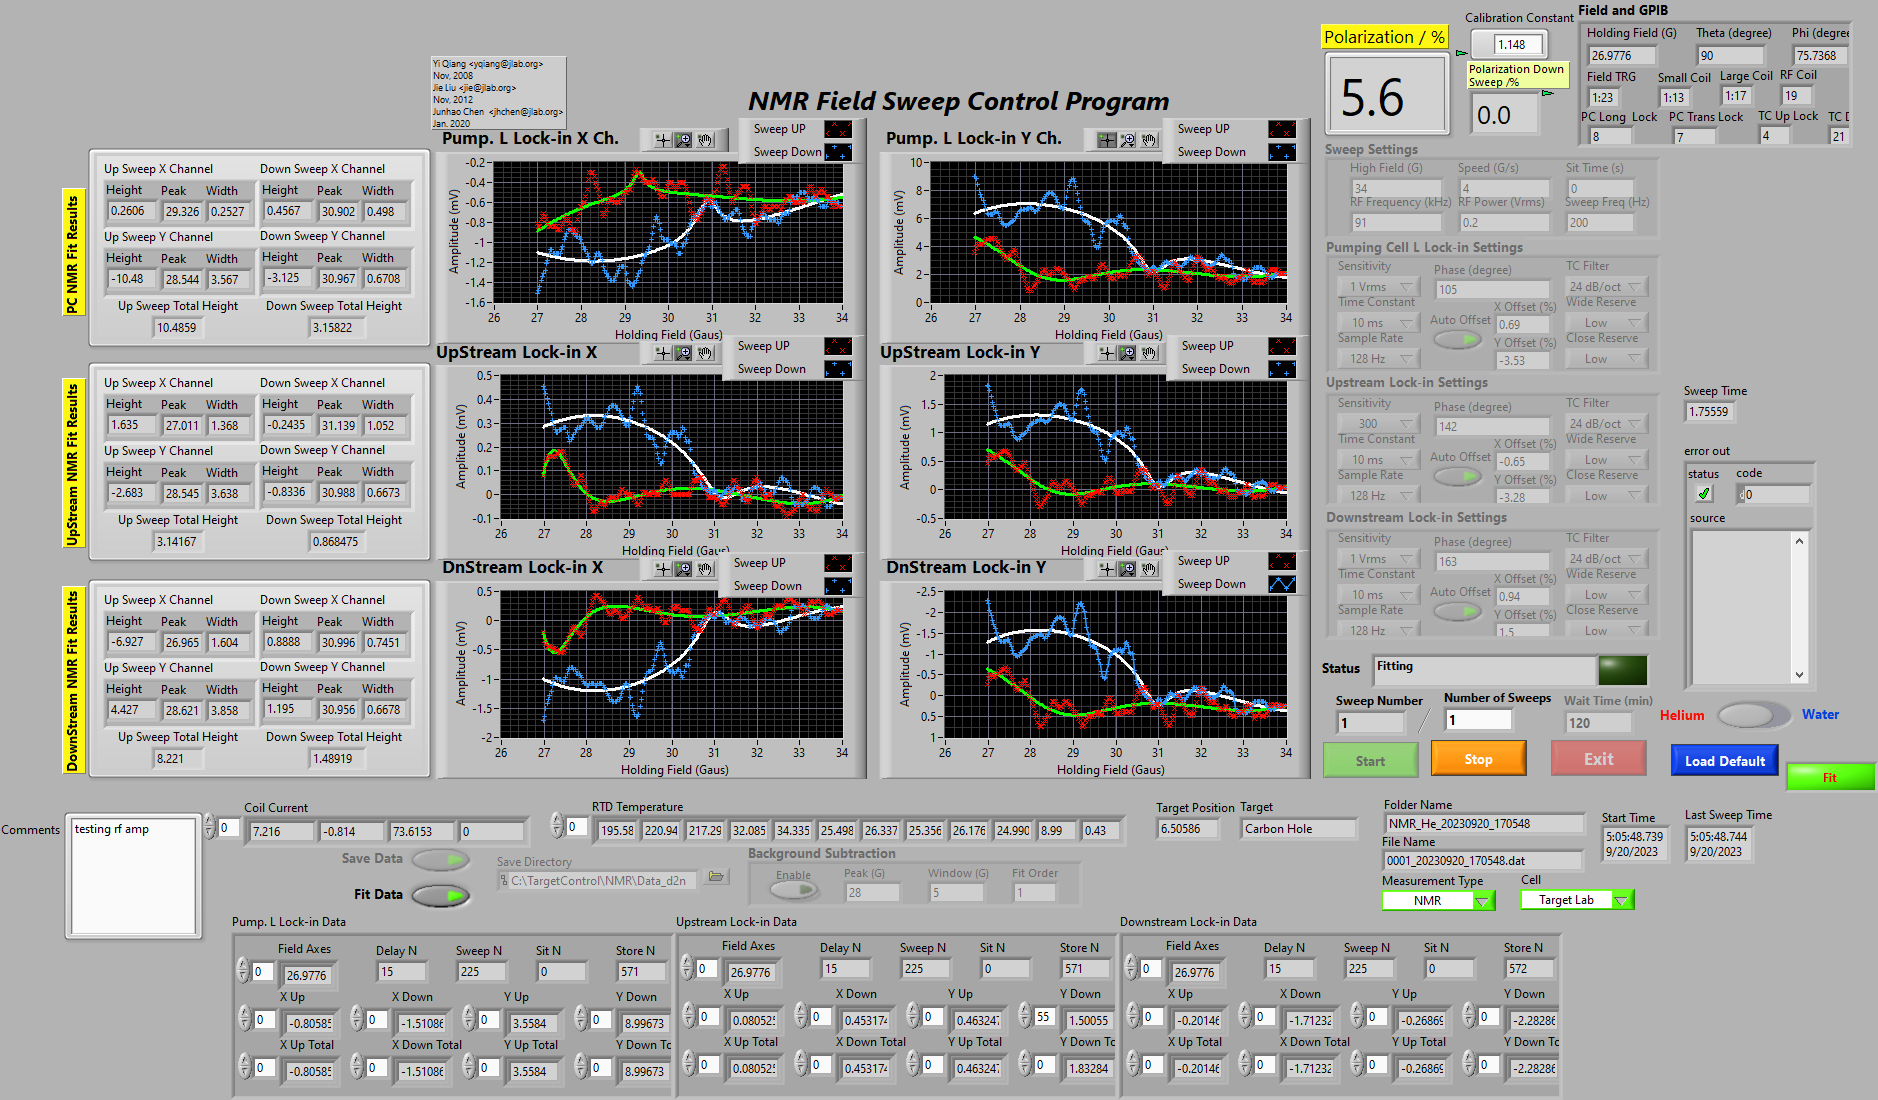 Yi Qiang <yqiang@jlab.org>
Nov, 2008
Jie Liu <jie@jlab.org>
Nov, 2012
Junhao Chen <jhchen@jlab.org>
Jan. 2020
NMR Field Sweep Control Program
Polarization / %
5.6
Calibration Constant
1.148
Polarization Down
Sweep /%
0.0
Field and GPIB
Holding Field (G) Theta (degree) Phi (degree
26.9776 90 75.7368
Field TRG Small Coil Large Coil RF Coil
1:23 1:13 1:17 19
PC Long Lock PC Trans Lock TC Up Lock TC D
8 7 4 21
PC NMR Fit Results
Up Sweep X Channel Down Sweep X Channel
Height Peak Width Height Peak Width
0.2606 29.326 0.2527 0.4567 30.902 0.498
Up Sweep Y Channel Down Sweep Y Channel
Height Peak Width Height Peak Width
-10.48 28.544 3.567 -3.125 30.967 0.6708
Up Sweep Total Height Down Sweep Total Height
10.4859 3.15822
UpStream NMR Fit Results
Up Sweep X Channel Down Sweep X Channel
Height Peak Width Height Peak Width
1.635 27.011 1.368 -0.2435 31.139 1.052
Up Sweep Y Channel Down Sweep Y Channel
Height Peak Width Height Peak Width
-2.683 28.545 3.638 -0.8336 30.988 0.6673
Up Sweep Total Height Down Sweep Total Height
3.14167 0.868475
DownStream NMR Fit Results
Up Sweep X Channel Down Sweep X Channel
Height Peak Width Height Peak Width
-6.927 26.965 1.604 0.8888 30.996 0.7451
Up Sweep Y Channel Down Sweep Y Channel
Height Peak Width Height Peak Width
4.427 28.621 3.858 1.195 30.956 0.6678
Up Sweep Total Height Down Sweep Total Height
8.221 1.48919
Pump. L Lock-in X Ch.
Sweep UP
Sweep Down
Amplitude (mV)
-0.2
-0.4
-0.6
-0.8
-1
-1.2
-1.4
-1.6
26 27 28 29 30 31 32 33 34
Holding Field (Gaus)
Pump. L Lock-in Y Ch.
Sweep UP
Sweep Down
Amplitude (mV)
10
8
6
4
2
0
26 27 28 29 30 31 32 33 34
Holding Field (Gaus)
UpStream Lock-in X
Sweep UP
Sweep Down
Amplitude (mV)
0.5
0.4
0.3
0.2
0.1
0
-0.1
26 27 28 29 30 31 32 33 34
Holding Field (Gaus)
UpStream Lock-in Y
Sweep UP
Sweep Down
Amplitude (mV)
2
1.5
1
0.5
0
-0.5
26 27 28 29 30 31 32 33 34
Holding Field (Gaus)
DnStream Lock-in X
Sweep UP
Sweep Down
Amplitude (mV)
0.5
0
-0.5
-1
-1.5
-2
26 27 28 29 30 31 32 33 34
Holding Field (Gaus)
DnStream Lock-in Y
Sweep UP
Sweep Down
Amplitude (mV)
-2.5
-2
-1.5
-1
-0.5
0
0.5
1
26 27 28 29 30 31 32 33 34
Holding Field (Gaus)
Sweep Settings
High Field (G) Speed (G/s) Sit Time (s)
34 4 0
RF Frequency (kHz) RF Power (Vrms) Sweep Freq (Hz)
91 0.2 200
Pumping Cell L Lock-in Settings
Sensitivity Phase (degree) TC Filter
1 Vrms 105 24 dB/oct
Time Constant X Offset (%) Wide Reserve
10 ms Auto Offset 0.69 Low
Sample Rate Y Offset (%) Close Reserve
128 Hz -3.53 Low
Upstream Lock-in Settings
Sensitivity Phase (degree) TC Filter
300 142 24 dB/oct
Time Constant X Offset (%) Wide Reserve
10 ms Auto Offset -0.65 Low
Sample Rate Y Offset (%) Close Reserve
128 Hz -3.28 Low
Downstream Lock-in Settings
Sensitivity Phase (degree) TC Filter
1 Vrms 163 24 dB/oct
Time Constant X Offset (%) Wide Reserve
10 ms Auto Offset 0.94 Low
Sample Rate Y Offset (%) Close Reserve
128 Hz 1.5 Low
Sweep Time
1.75559
error out
status code
0
source
Status Fitting
Sweep Number Number of Sweeps Wait Time (min)
1 / 1 120
Helium Water
Start Stop Exit Load Default Fit
Comments
testing rf amp
Coil Current
0 7.216 -0.814 73.6153 0
RTD Temperature
0 195.58 220.94 217.29 32.085 34.335 25.498 26.337 25.356 26.176 24.990 8.99 0.43
Target Position Target
6.50586 Carbon Hole
Folder Name
NMR_He_20230920_170548
File Name
0001_20230920_170548.dat
Start Time
5:05:48.739
9/20/2023
Last Sweep Time
5:05:48.744
9/20/2023
Measurement Type Cell
NMR Target Lab
Save Data
Fit Data
Save Directory
C:\TargetControl\NMR\Data_d2n
Background Subtraction
Enable Peak (G) Window (G) Fit Order
28 5 1
Pump. L Lock-in Data
Field Axes Delay N Sweep N Sit N Store N
0 26.9776 15 225 0 571
X Up X Down Y Up Y Down
0 -0.8058 0 -1.5108 0 3.5584 0 8.99673
X Up Total X Down Total Y Up Total Y Down To
0 -0.8058 0 -1.5108 0 3.5584 0 8.99673
Upstream Lock-in Data
Field Axes Delay N Sweep N Sit N Store N
0 26.9776 15 225 0 571
X Up X Down Y Up Y Down
0 0.08052 0 0.453174 0 0.463247 55 1.50055
X Up Total X Down Total Y Up Total Y Down To
0 0.08052 0 0.453174 0 0.463247 0 1.83284
Downstream Lock-in Data
Field Axes Delay N Sweep N Sit N Store N
0 26.9776 15 225 0 572
X Up X Down Y Up Y Down
0 -0.20146 0 -1.71232 0 -0.26869 0 -2.28286
X Up Total X Down Total Y Up Total Y Down To
0 -0.20146 0 -1.71232 0 -0.26869 0 -2.28286